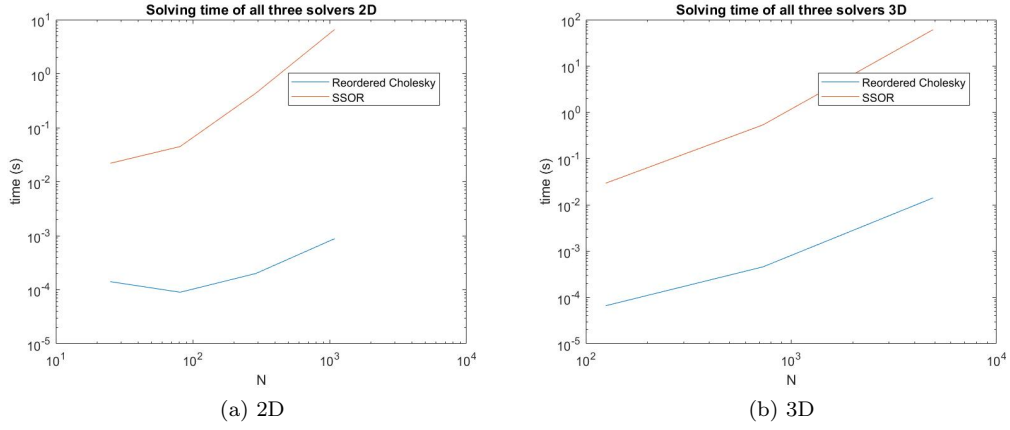 Solving time of all three solvers 2D
10^1
10^0
10^-1
10^-2
10^-3
10^-4
10^-5
time (s)
Reordered Cholesky
SSOR
10^1
10^2
10^3
10^4
N
(a) 2D
Solving time of all three solvers 3D
10^2
10^1
10^0
10^-1
10^-2
10^-3
10^-4
10^-5
time (s)
Reordered Cholesky
SSOR
10^2
10^3
10^4
N
(b) 3D